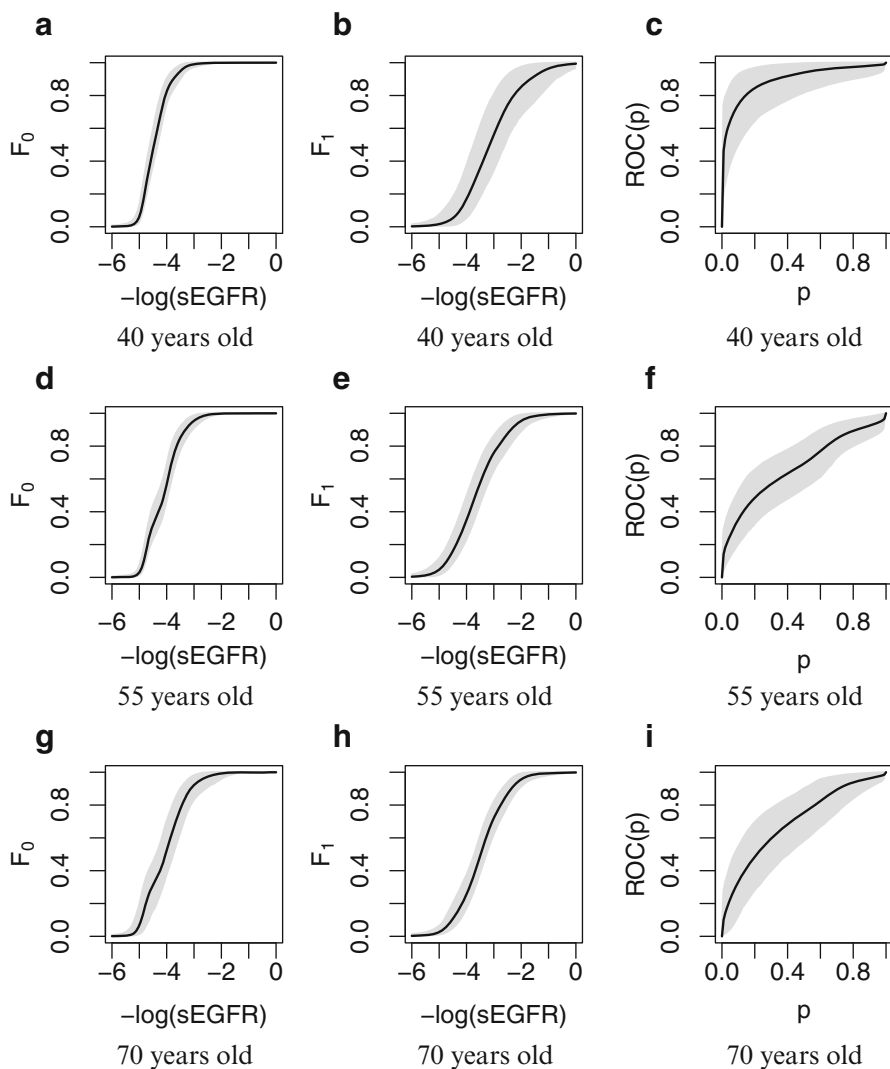 a b c
F0 0.0 0.4 0.8
F1 0.0 0.4 0.8
ROC(p) 0.0 0.4 0.8
−6 −4 −2 0
−6 −4 −2 0
0.0 0.4 0.8
−log(sEGFR)
−log(sEGFR)
p
40 years old
40 years old
40 years old
d e f
F0 0.0 0.4 0.8
F1 0.0 0.4 0.8
ROC(p) 0.0 0.4 0.8
−6 −4 −2 0
−6 −4 −2 0
0.0 0.4 0.8
−log(sEGFR)
−log(sEGFR)
p
55 years old
55 years old
55 years old
g h i
F0 0.0 0.4 0.8
F1 0.0 0.4 0.8
ROC(p) 0.0 0.4 0.8
−6 −4 −2 0
−6 −4 −2 0
0.0 0.4 0.8
−log(sEGFR)
−log(sEGFR)
p
70 years old
70 years old
70 years old